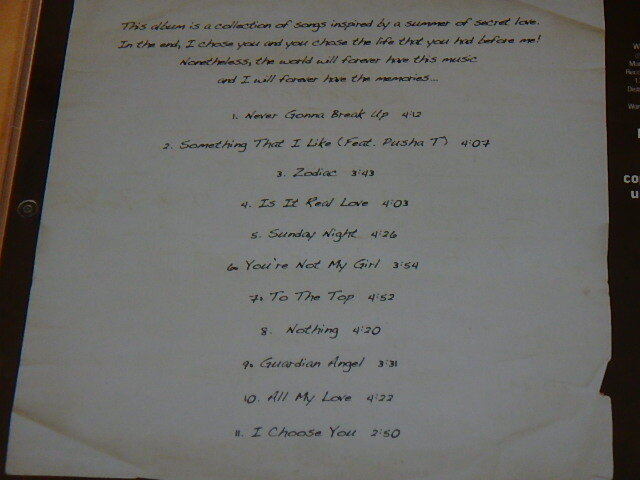 This album is a collection of songs inspired by a summer of secret love.
In the end, I chose you and you chose the life that you had before me!
Nonetheless, the world will forever have this music
and I will forever have the memories...
1. Never Gonna Break Up 4:12
2. Something That I Like (Feat. Pusha T) 4:07
3. Zodiac 3:43
4. Is It Real Love 4:03
5. Sunday Night 4:26
6. You're Not My Girl 3:54
7. To The Top 4:52
8. Nothing 4:20
9. Guardian Angel 3:31
10. All My Love 4:22
11. I Choose You 2:50